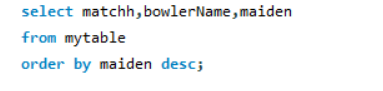 select matchh,bowlerName,maiden
from mytable
order by maiden desc;